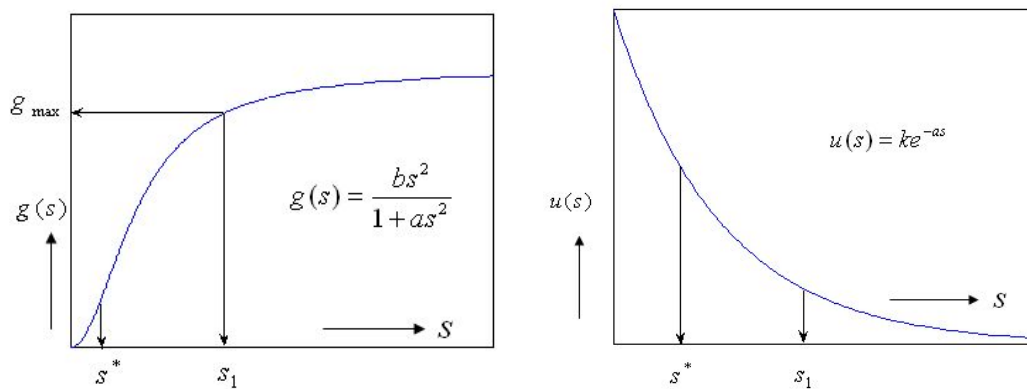 g max
g(s)
g(s) = bs² / 1 + as²
S
s*
s₁
u(s) = ke^{-as}
u(s)
S
s*
s₁